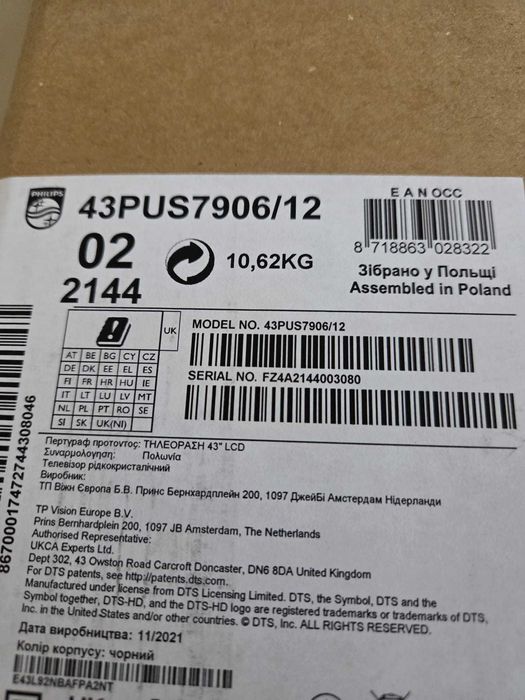 PHILIPS
43PUS7906/12
EAN OCC
8 718863 028322
02
10,62KG
2144
Зібрано у Польщі
Assembled in Poland
UK
MODEL NO. 43PUS7906/12
AT BE BG CY CZ
DE DK EE EL ES
FI FR HR HU IE
IT LT LU LV MT
NL PL PT RO SE
SI SK UK(NI)
SERIAL NO. FZ4A2144003080
8670001747274430804​6
Περιγραφ προτοντος: ΤΗΛΕΟΡΑΣΗ 43" LCD
Συναρμολογηση: Πολωνία
Телевізор рідкокристалічний
Виробник:
ТП Віжн Європа Б.В. Принс Бернхардплейн 200, 1097 ДжейБі Амстердам Нідерланди
TP Vision Europe B.V.
Prins Bernhardplein 200, 1097 JB Amsterdam, The Netherlands
Authorised Representative:
UKCA Experts Ltd.
Dept 302, 43 Owston Road Carcroft Doncaster, DN6 8DA United Kingdom
For DTS patents, see http://patents.dts.com.
Manufactured under license from DTS Licensing Limited. DTS, the Symbol, DTS and the
Symbol together, DTS-HD, and the DTS-HD logo are registered trademarks or trademarks of DTS,
Inc. in the United States and/or other countries. © DTS, Inc. ALL RIGHTS RESERVED.
Дата виробництва: 11/2021
Колір корпусу: чорний
E43L92NBAFPA2NT